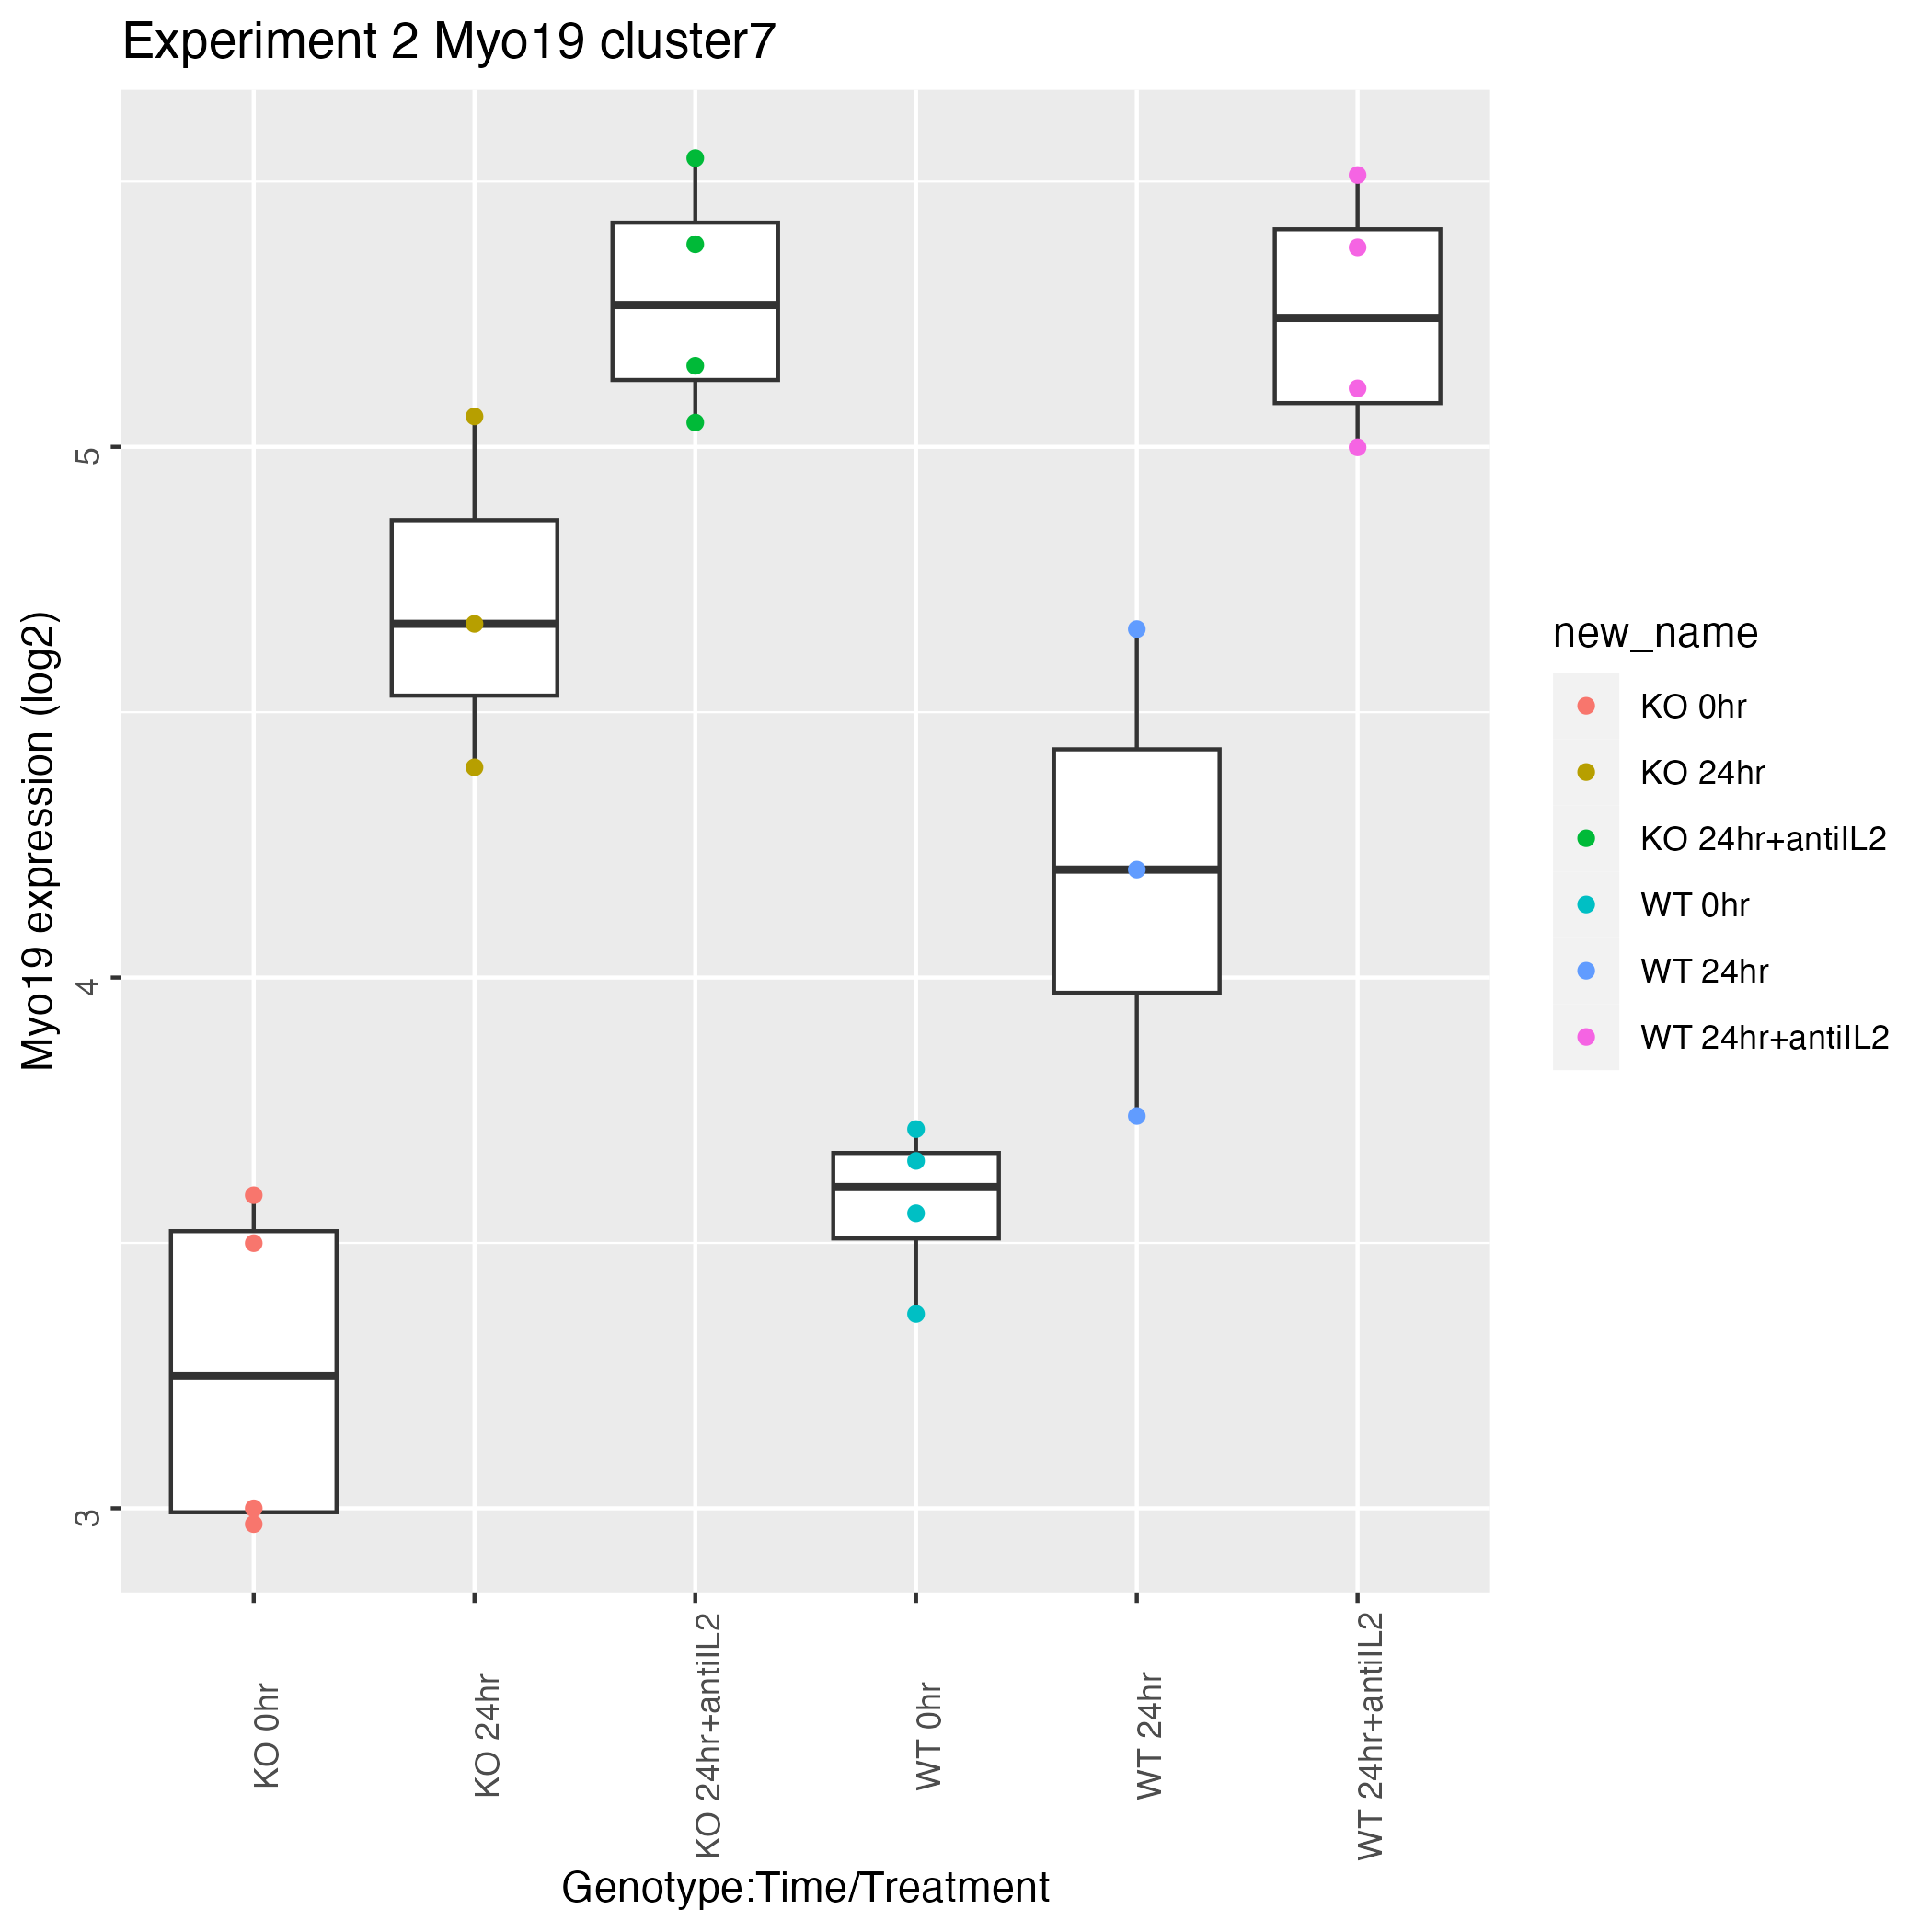 Experiment 2 Myo19 cluster7
Myo19 expression (log2)
5
4
3
KO 0hr
KO 24hr
KO 24hr+antiIL2
WT 0hr
WT 24hr
WT 24hr+antiIL2
Genotype:Time/Treatment
new_name
KO 0hr
KO 24hr
KO 24hr+antiIL2
WT 0hr
WT 24hr
WT 24hr+antiIL2